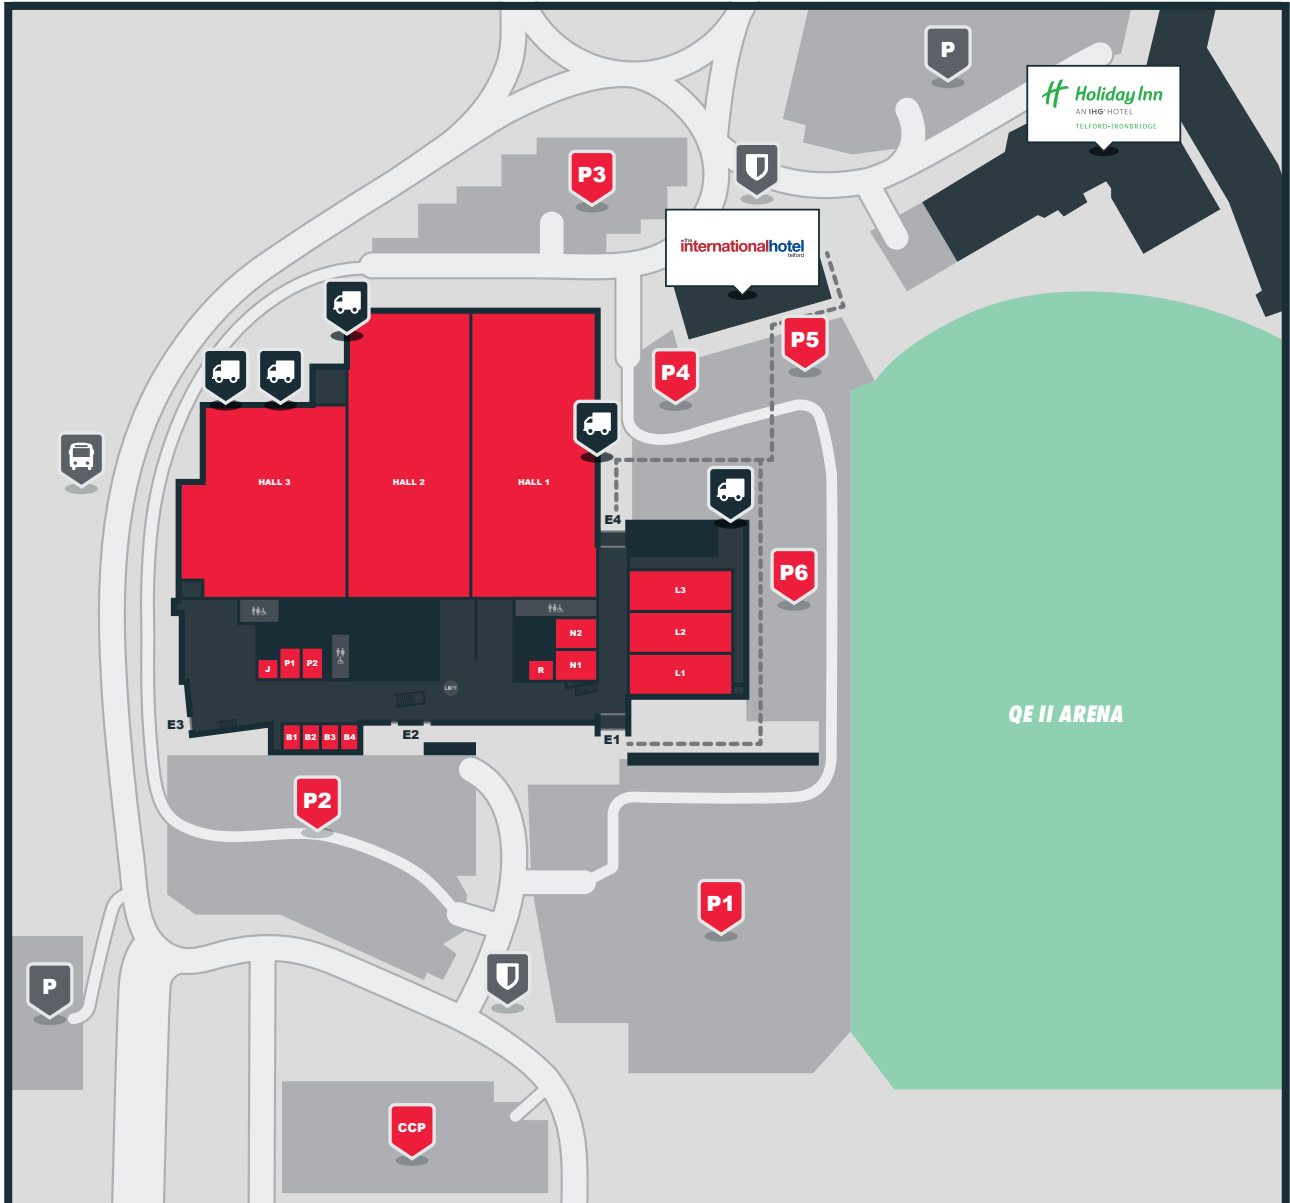 P
Holiday Inn
AN IHG HOTEL
TELFORD-IRONBRIDGE
P3
the
internationalhotel
telford
P5
P4
HALL 3
HALL 2
HALL 1
E4
P6
L3
L2
L1
N2
N1
R
J
P1
P2
LIFT
E3
B1
B2
B3
B4
E2
E1
QE II ARENA
P2
P1
P
CCP